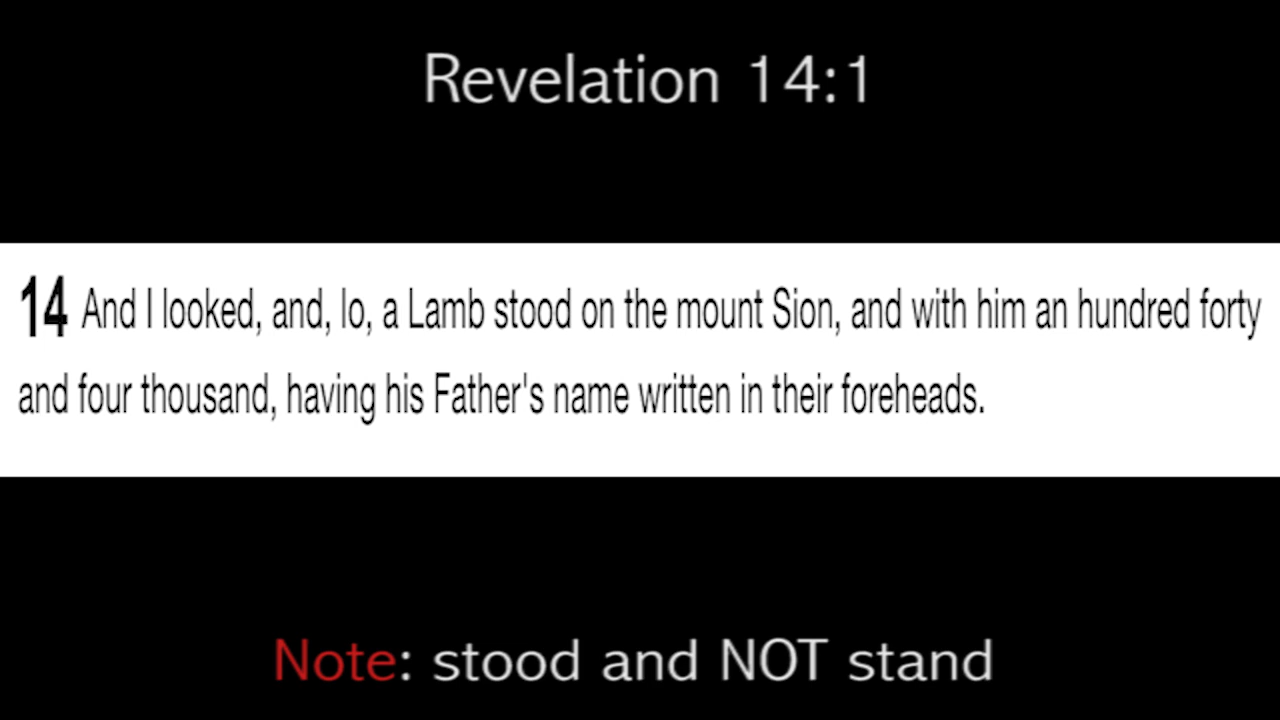 Revelation 14:1
14 And I looked, and, lo, a Lamb stood on the mount Sion, and with him an hundred forty
and four thousand, having his Father's name written in their foreheads.
Note: stood and NOT stand